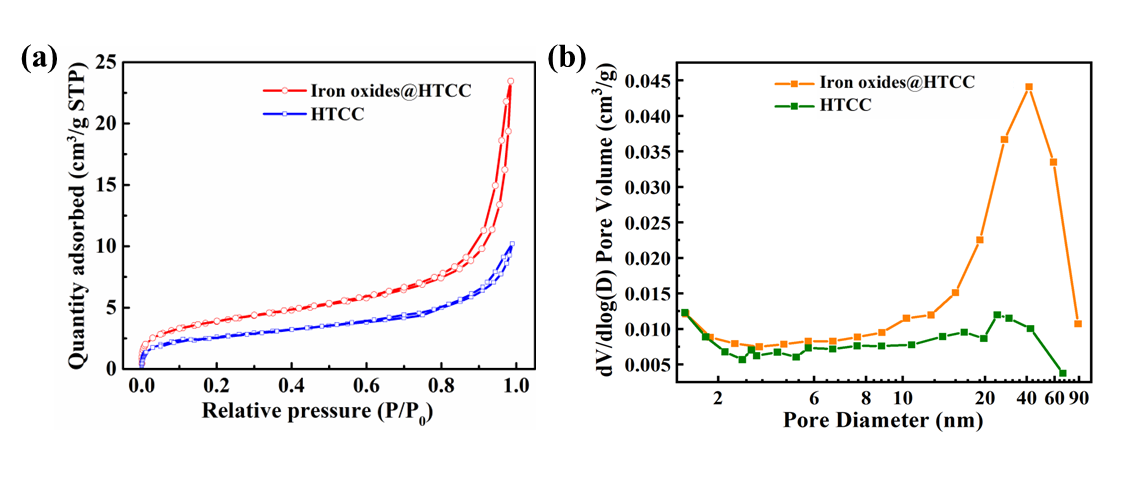 (a)
Quantity adsorbed (cm³/g STP)
25
20
15
10
5
0
Iron oxides@HTCC
HTCC
0.0 0.2 0.4 0.6 0.8 1.0
Relative pressure (P/P₀)
(b)
dV/dlog(D) Pore Volume (cm³/g)
0.045
0.040
0.035
0.030
0.025
0.020
0.015
0.010
0.005
Iron oxides@HTCC
HTCC
2 6 8 10 20 40 60 90
Pore Diameter (nm)